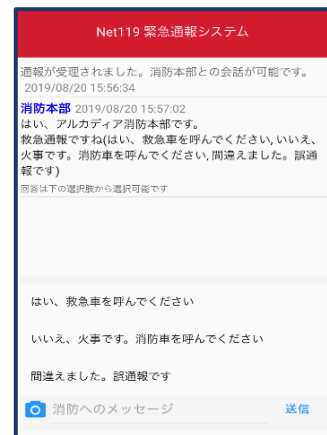 Net119 緊急通報システム
通報が受理されました。消防本部との会話が可能です。
2019/08/20 15:56:34
消防本部 2019/08/20 15:57:02
はい、アルカディア消防本部です。
救急通報ですね(はい、救急車を呼んでください, いいえ、
火事です。消防車を呼んでください, 間違えました。誤通
報です)
回答は下の選択肢から選択可能です
はい、救急車を呼んでください
いいえ、火事です。消防車を呼んでください
間違えました。誤通報です
消防へのメッセージ
送信